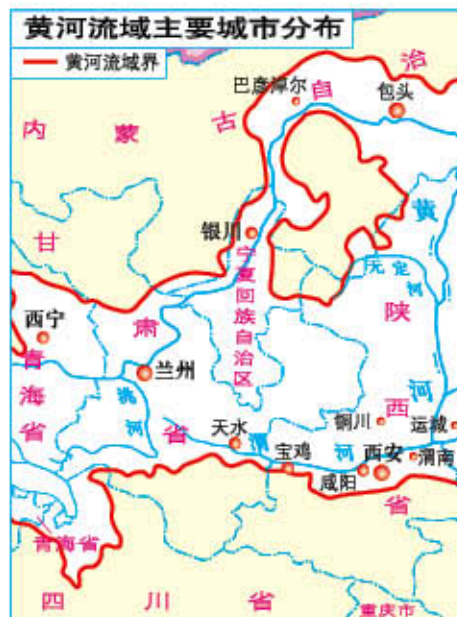 黄河流域主要城市分布
黄河流域界
内蒙古自治
巴彦淖尔
包头
黄
甘
银川
宁夏回族自治区
无定河
西宁
肃
陕
青海省
兰州
洮河
河
西
铜川
运城
天水
渭
省
宝鸡
河
西安
渭南
咸阳
省
青海省
四川省
重庆市